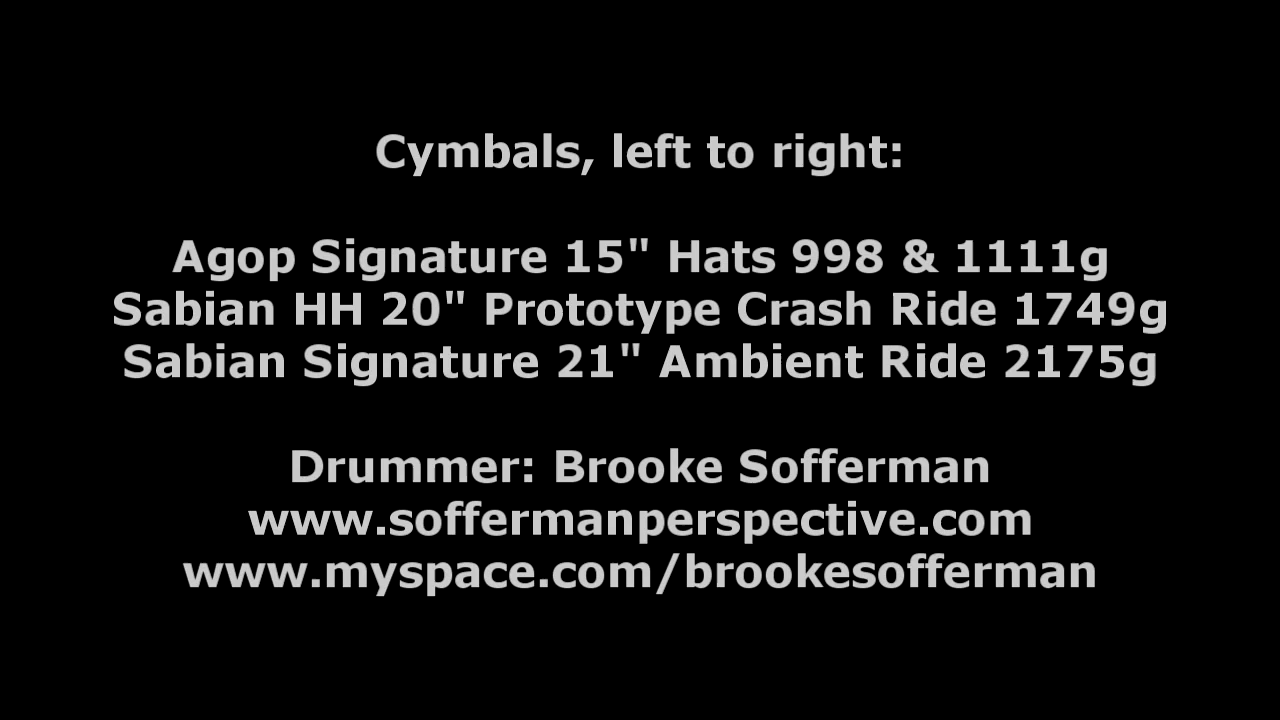 Cymbals, left to right:
Agop Signature 15" Hats 998 & 1111g
Sabian HH 20" Prototype Crash Ride 1749g
Sabian Signature 21" Ambient Ride 2175g
Drummer: Brooke Sofferman
www.soffermanperspective.com
www.myspace.com/brookesofferman